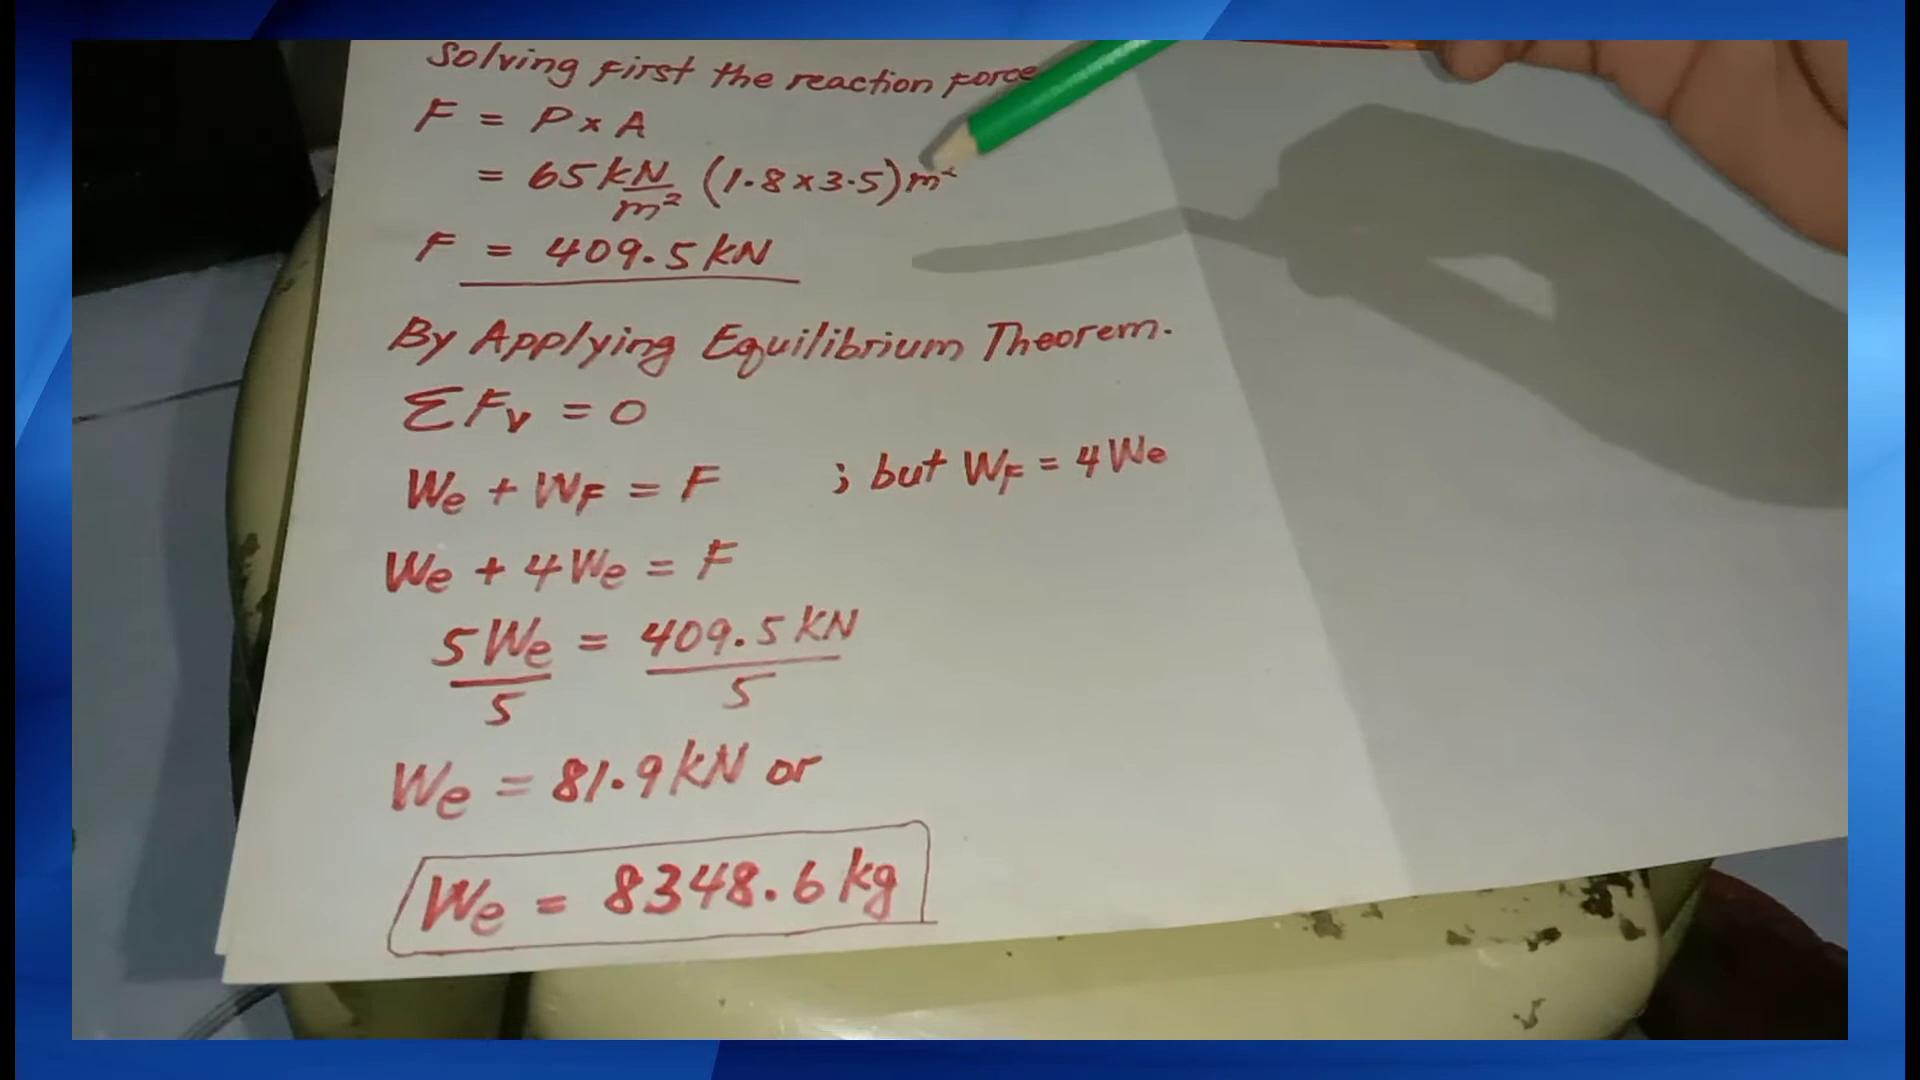 Solving first the reaction force
F = P x A
= 65 kN/m² (1.8 x 3.5) m²
F = 409.5 kN
By Applying Equilibrium Theorem.
ΣFv = 0
We + WF = F ; but WF = 4We
We + 4We = F
5We/5 = 409.5 kN/5
We = 81.9 kN or
We = 8348.6 kg